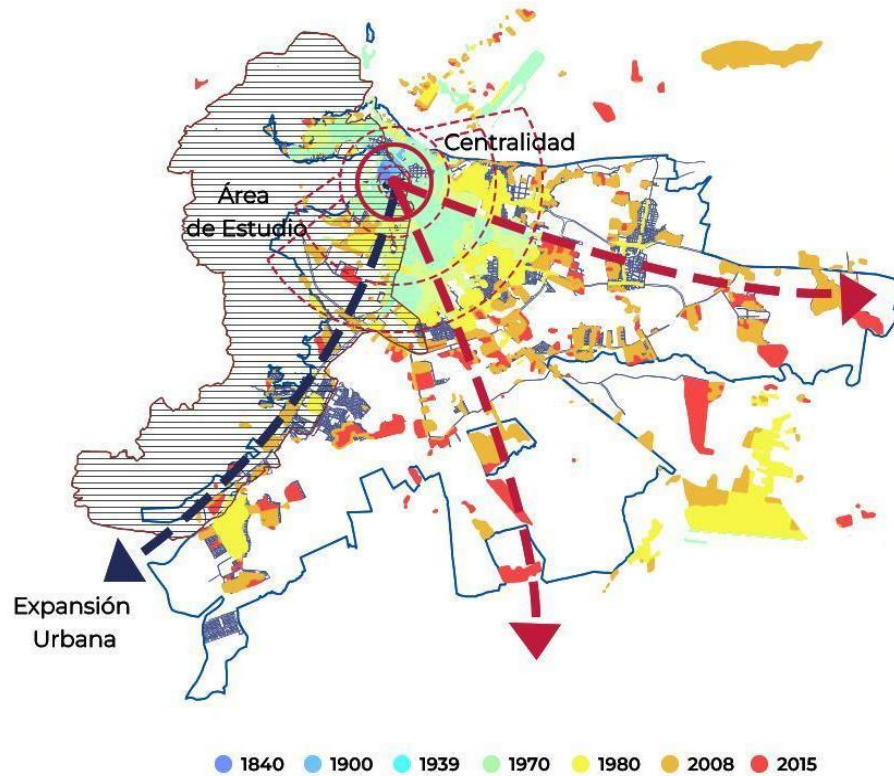 Centralidad
Área
de Estudio
Expansión
Urbana
1840 1900 1939 1970 1980 2008 2015